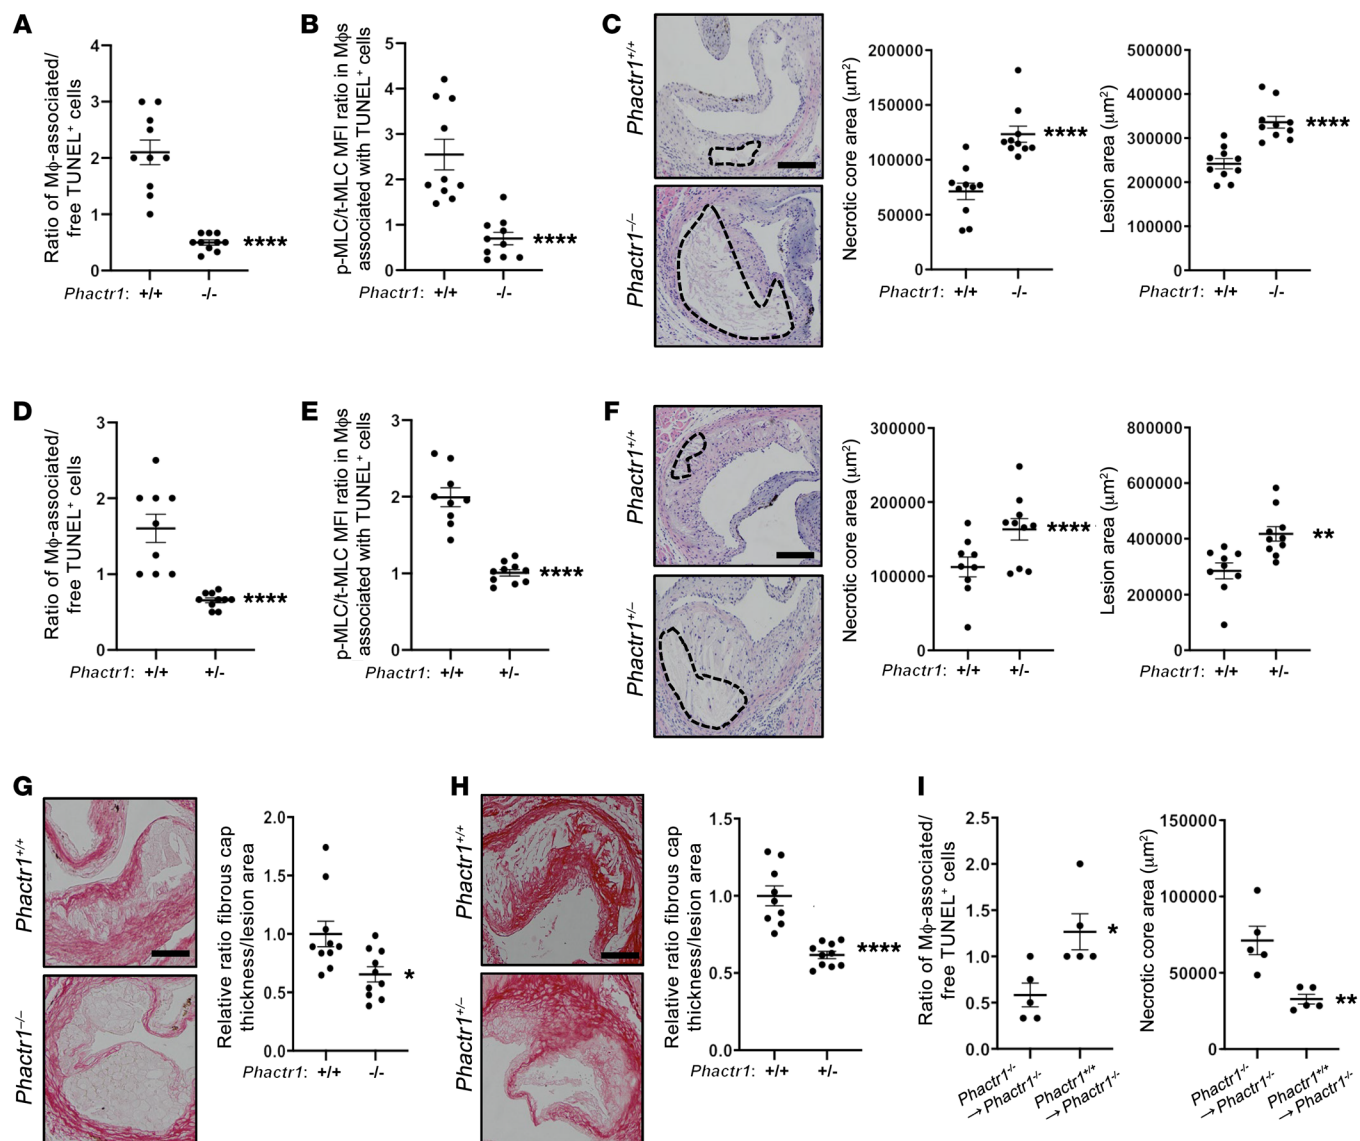 A
Ratio of Mϕ-associated/
free TUNEL⁺ cells
4
3
2
1
0
****
Phactr1: +/+ -/-
B
p-MLC/t-MLC MFI ratio in Mϕs
associated with TUNEL⁺ cells
5
4
3
2
1
0
****
Phactr1: +/+ -/-
C
Phactr1⁺/⁺
Phactr1⁻/⁻
Necrotic core area (μm²)
200000
150000
100000
50000
0
****
Phactr1: +/+ -/-
Lesion area (μm²)
500000
400000
300000
200000
100000
0
****
Phactr1: +/+ -/-
D
Ratio of Mϕ-associated/
free TUNEL⁺ cells
3
2
1
0
****
Phactr1: +/+ +/-
E
p-MLC/t-MLC MFI ratio in Mϕs
associated with TUNEL⁺ cells
3
2
1
0
****
Phactr1: +/+ +/-
F
Phactr1⁺/⁺
Phactr1⁺/⁻
Necrotic core area (μm²)
300000
200000
100000
0
****
Phactr1: +/+ +/-
Lesion area (μm²)
800000
600000
400000
200000
0
**
Phactr1: +/+ +/-
G
Phactr1⁺/⁺
Phactr1⁻/⁻
Relative ratio fibrous cap
thickness/lesion area
2.0
1.5
1.0
0.5
0.0
*
Phactr1: +/+ -/-
H
Phactr1⁺/⁺
Phactr1⁺/⁻
Relative ratio fibrous cap
thickness/lesion area
1.5
1.0
0.5
0.0
****
Phactr1: +/+ +/-
I
Ratio of Mϕ-associated/
free TUNEL⁺ cells
2.5
2.0
1.5
1.0
0.5
0.0
*
Phactr1⁻/⁻
→ Phactr1⁻/⁻
Phactr1⁺/⁺
→ Phactr1⁻/⁻
Necrotic core area (μm²)
150000
100000
50000
0
**
Phactr1⁻/⁻
→ Phactr1⁻/⁻
Phactr1⁺/⁺
→ Phactr1⁻/⁻